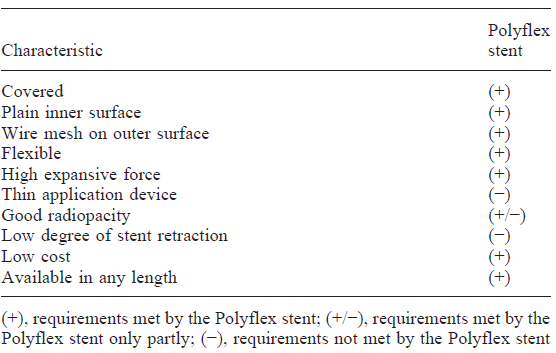 Characteristic Polyflex stent
Covered (+)
Plain inner surface (+)
Wire mesh on outer surface (+)
Flexible (+)
High expansive force (+)
Thin application device (−)
Good radiopacity (+/−)
Low degree of stent retraction (−)
Low cost (+)
Available in any length (+)
(+), requirements met by the Polyflex stent; (+/−), requirements met by the
Polyflex stent only partly; (−), requirements not met by the Polyflex stent